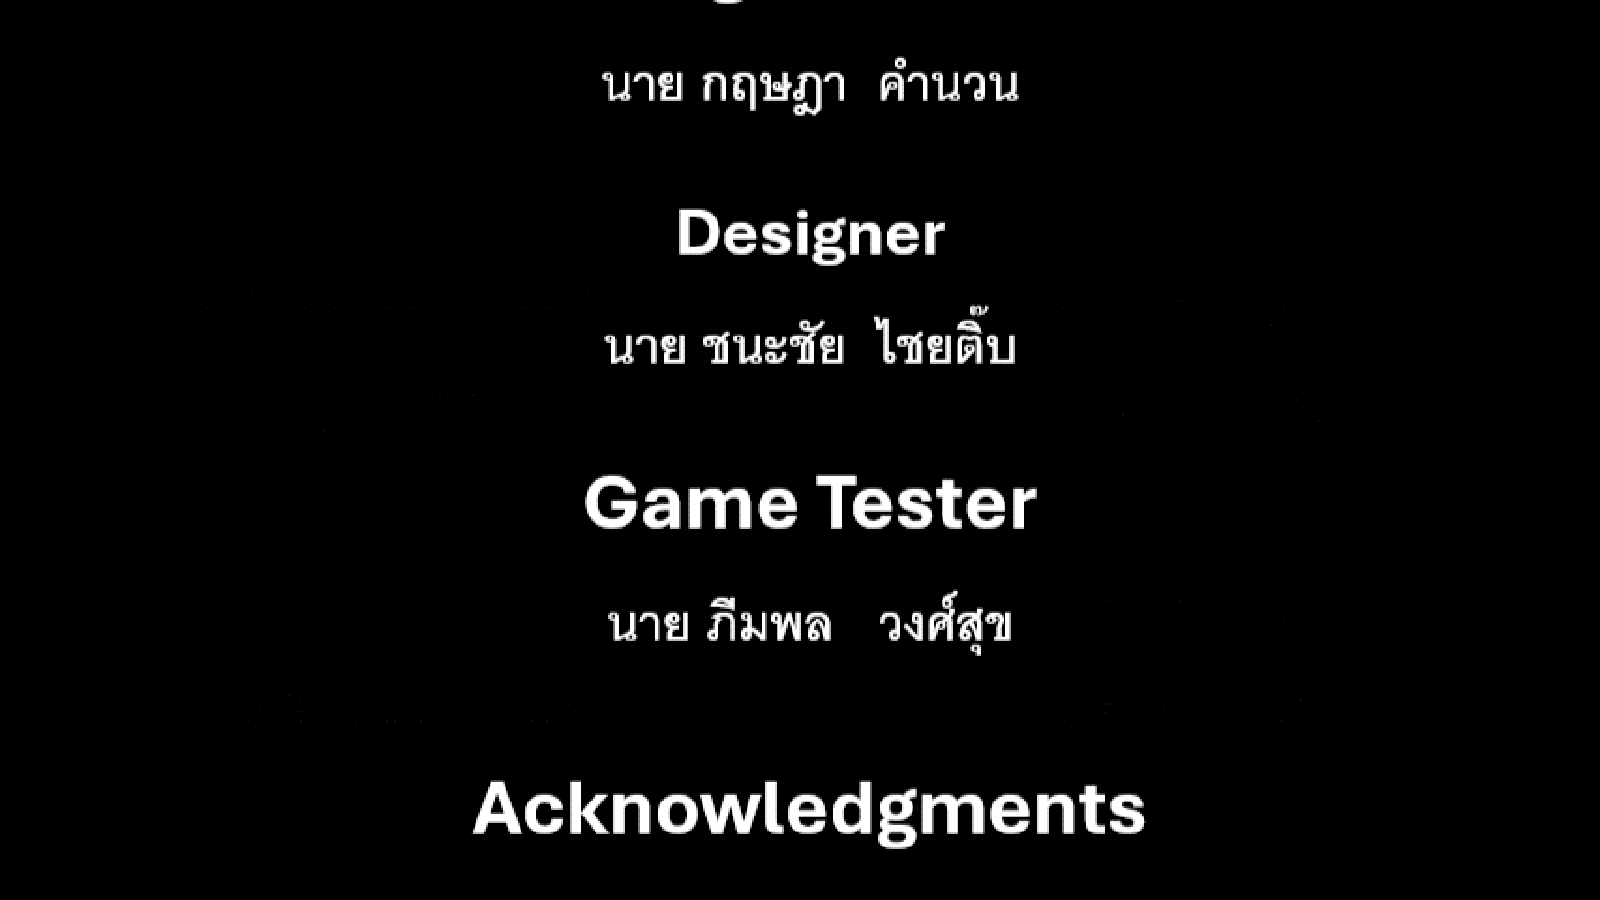 นาย กฤษฎา คำนวน
Designer
นาย ชนะชัย ไชยติ๊บ
Game Tester
นาย ภีมพล วงศ์สุข
Acknowledgments